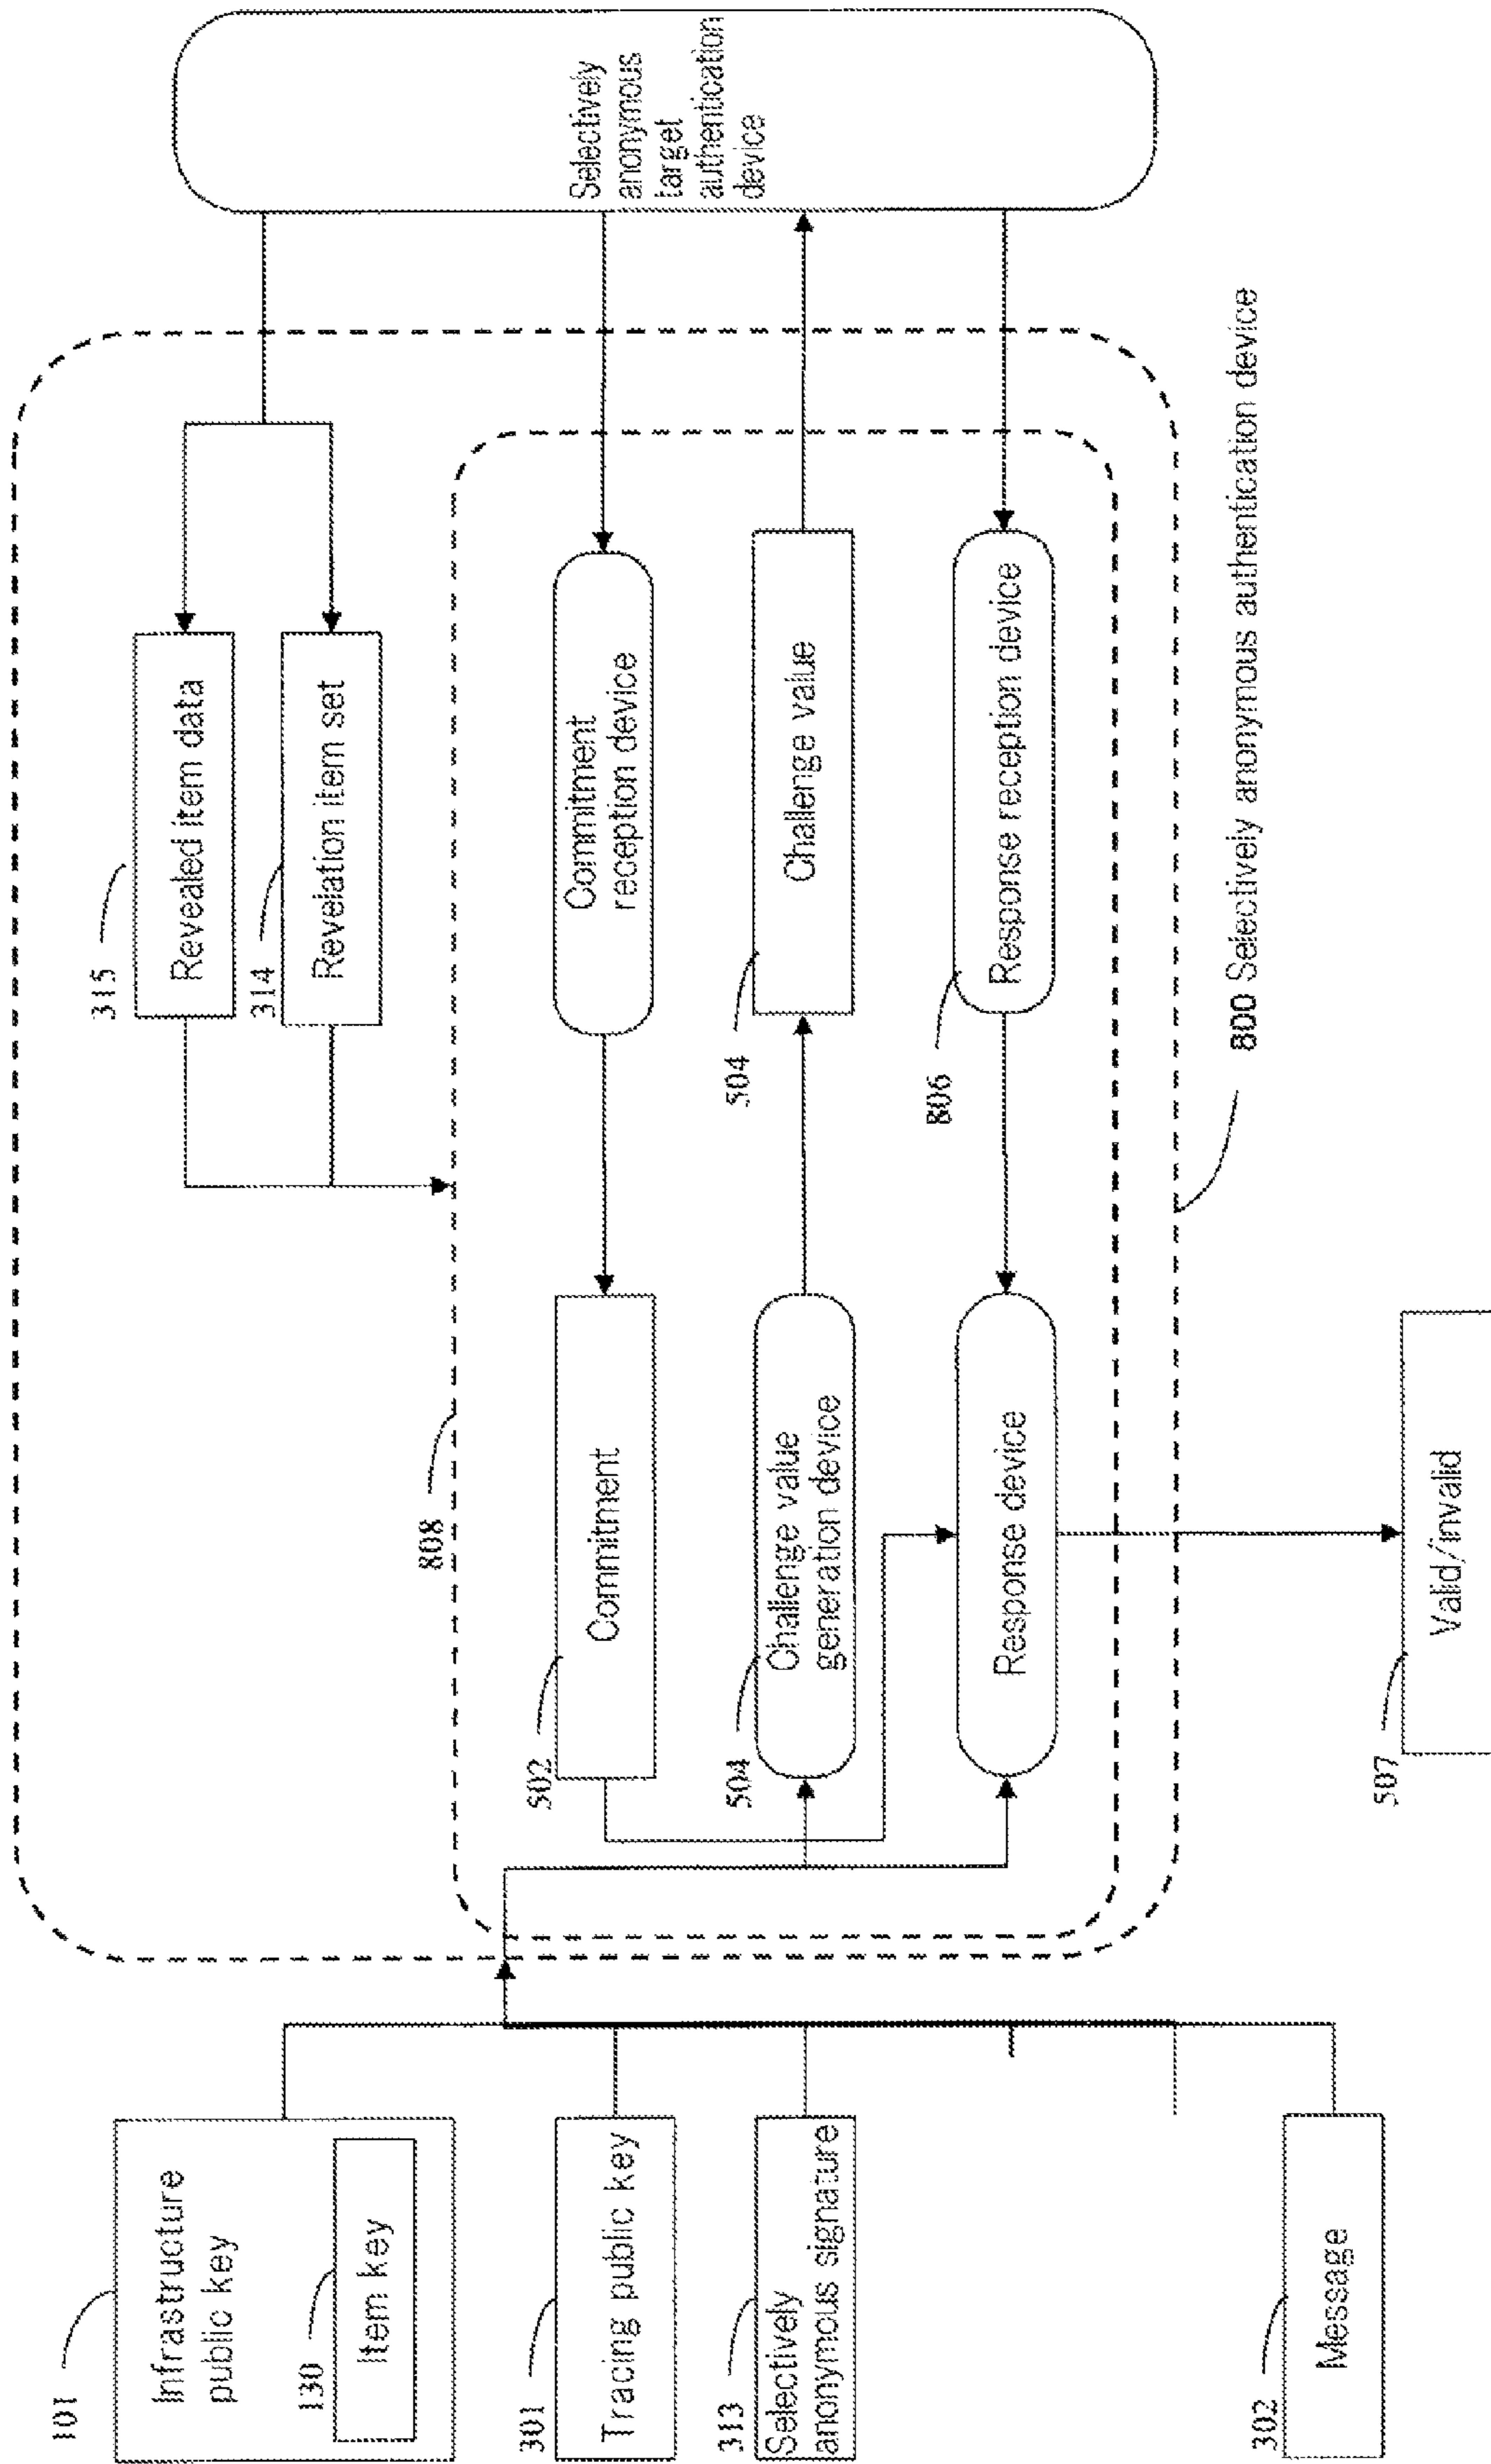 101
Infrastructure
public key
130
Item key
301
Tracing public key
313
Selectively
anonymous signature
302
Message
315
Revealed item data
314
Revelation item set
808
502
Commitment
Commitment
reception device
504
Challenge value
generation device
504
Challenge value
Response device
806
Response reception device
507
Valid/invalid
800 Selectively anonymous authentication device
Selectively
anonymous
target
authentication
device